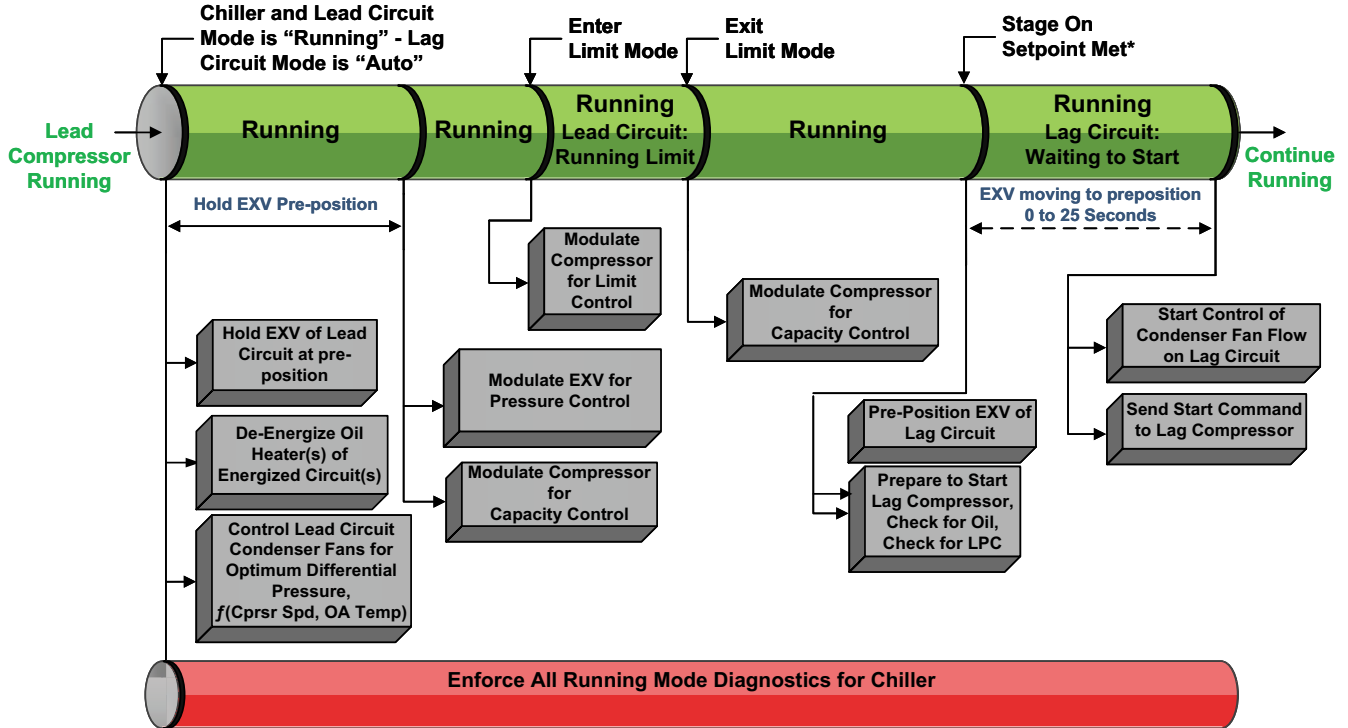 Chiller and Lead Circuit
Mode is “Running” - Lag
Circuit Mode is “Auto”
Enter
Limit Mode
Exit
Limit Mode
Stage On
Setpoint Met*
Lead
Compressor
Running
Running
Running
Running
Lead Circuit:
Running Limit
Running
Running
Lag Circuit:
Waiting to Start
Continue
Running
Hold EXV Pre-position
EXV moving to preposition
0 to 25 Seconds
Hold EXV of Lead
Circuit at pre-
position
De-Energize Oil
Heater(s) of
Energized Circuit(s)
Control Lead Circuit
Condenser Fans for
Optimum Differential
Pressure,
ƒ(Cprsr Spd, OA Temp)
Modulate EXV for
Pressure Control
Modulate Compressor
for
Capacity Control
Modulate
Compressor
for Limit
Control
Modulate Compressor
for
Capacity Control
Pre-Position EXV of
Lag Circuit
Prepare to Start
Lag Compressor,
Check for Oil,
Check for LPC
Start Control of
Condenser Fan Flow
on Lag Circuit
Send Start Command
to Lag Compressor
Enforce All Running Mode Diagnostics for Chiller